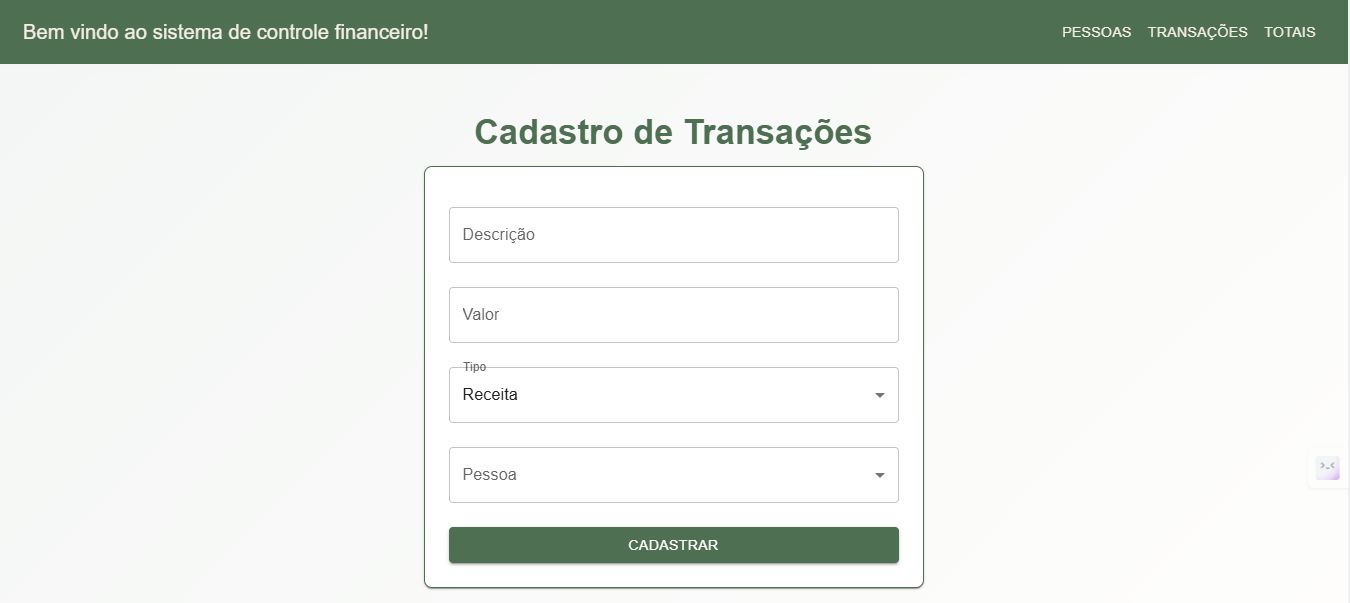 Bem vindo ao sistema de controle financeiro!
PESSOAS TRANSAÇÕES TOTAIS
Cadastro de Transações
Descrição
Valor
Tipo
Receita
Pessoa
CADASTRAR